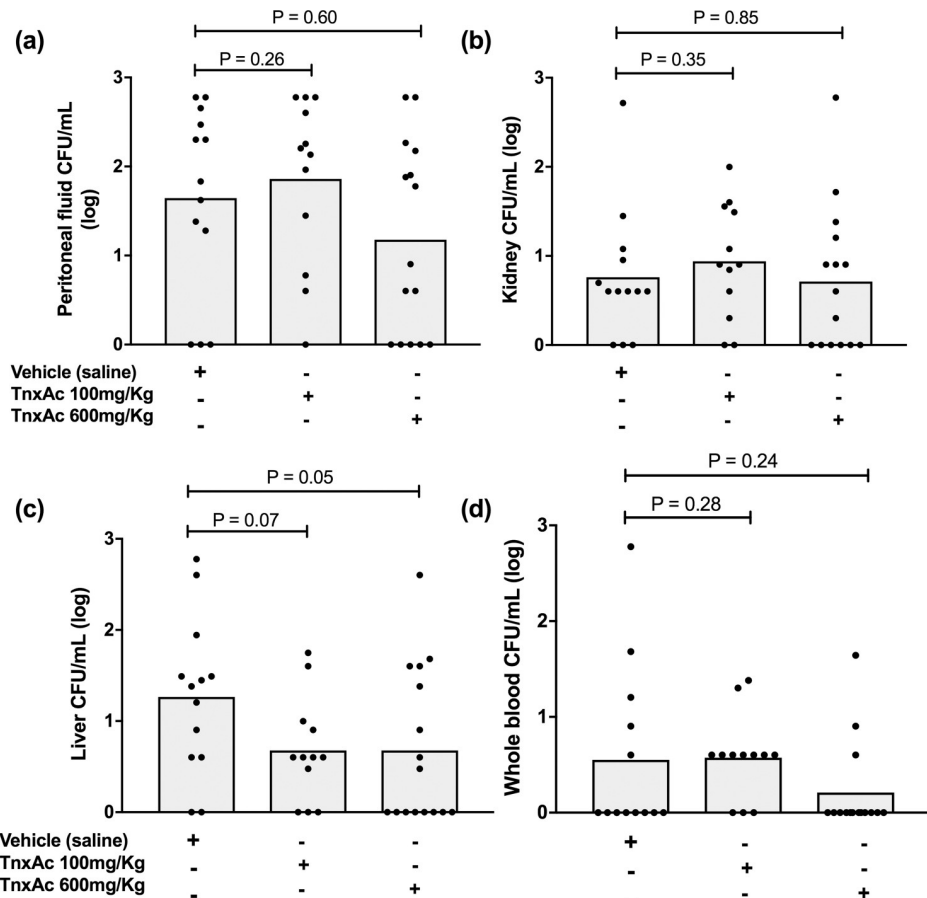 (a)
P = 0.60
P = 0.26
Peritoneal fluid CFU/mL
(log)
3
2
1
0
(b)
P = 0.85
P = 0.35
Kidney CFU/mL (log)
3
2
1
0
Vehicle (saline) + - -
TnxAc 100mg/Kg - + -
TnxAc 600mg/Kg - - +
+ - -
- + -
- - +
(c)
P = 0.05
P = 0.07
Liver CFU/mL (log)
3
2
1
0
(d)
P = 0.24
P = 0.28
Whole blood CFU/mL (log)
3
2
1
0
Vehicle (saline) + - -
TnxAc 100mg/Kg - + -
TnxAc 600mg/Kg - - +
+ - -
- + -
- - +